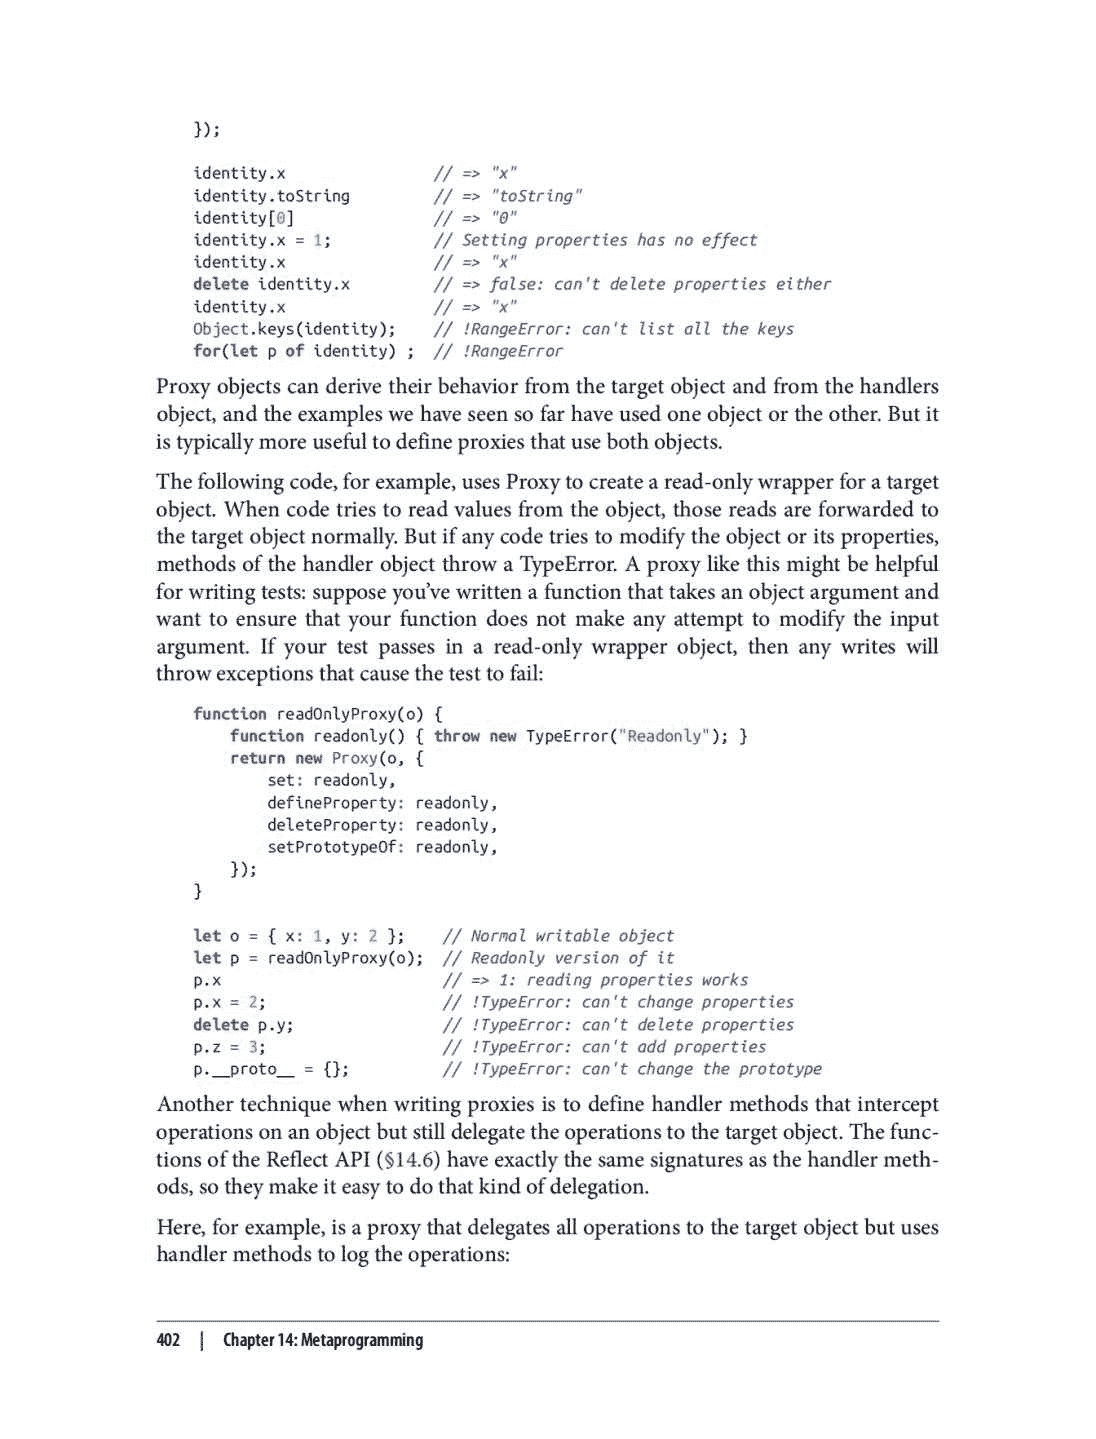 });
identity.x // => "x"
identity.toString // => "toString"
identity[0] // => "0"
identity.x = 1; // Setting properties has no effect
identity.x // => "x"
delete identity.x // => false: can't delete properties either
identity.x // => "x"
Object.keys(identity); // !RangeError: can't list all the keys
for(let p of identity) ; // !RangeError
Proxy objects can derive their behavior from the target object and from the handlers
object, and the examples we have seen so far have used one object or the other. But it
is typically more useful to define proxies that use both objects.
The following code, for example, uses Proxy to create a read-only wrapper for a target
object. When code tries to read values from the object, those reads are forwarded to
the target object normally. But if any code tries to modify the object or its properties,
methods of the handler object throw a TypeError. A proxy like this might be helpful
for writing tests: suppose you’ve written a function that takes an object argument and
want to ensure that your function does not make any attempt to modify the input
argument. If your test passes in a read-only wrapper object, then any writes will
throw exceptions that cause the test to fail:
function readOnlyProxy(o) {
function readonly() { throw new TypeError("Readonly"); }
return new Proxy(o, {
set: readonly,
defineProperty: readonly,
deleteProperty: readonly,
setPrototypeOf: readonly,
});
}
let o = { x: 1, y: 2 }; // Normal writable object
let p = readOnlyProxy(o); // Readonly version of it
p.x // => 1: reading properties works
p.x = 2; // !TypeError: can't change properties
delete p.y; // !TypeError: can't delete properties
p.z = 3; // !TypeError: can't add properties
p.__proto__ = {}; // !TypeError: can't change the prototype
Another technique when writing proxies is to define handler methods that intercept
operations on an object but still delegate the operations to the target object. The func-
tions of the Reflect API (§14.6) have exactly the same signatures as the handler meth-
ods, so they make it easy to do that kind of delegation.
Here, for example, is a proxy that delegates all operations to the target object but uses
handler methods to log the operations:
402 | Chapter 14: Metaprogramming